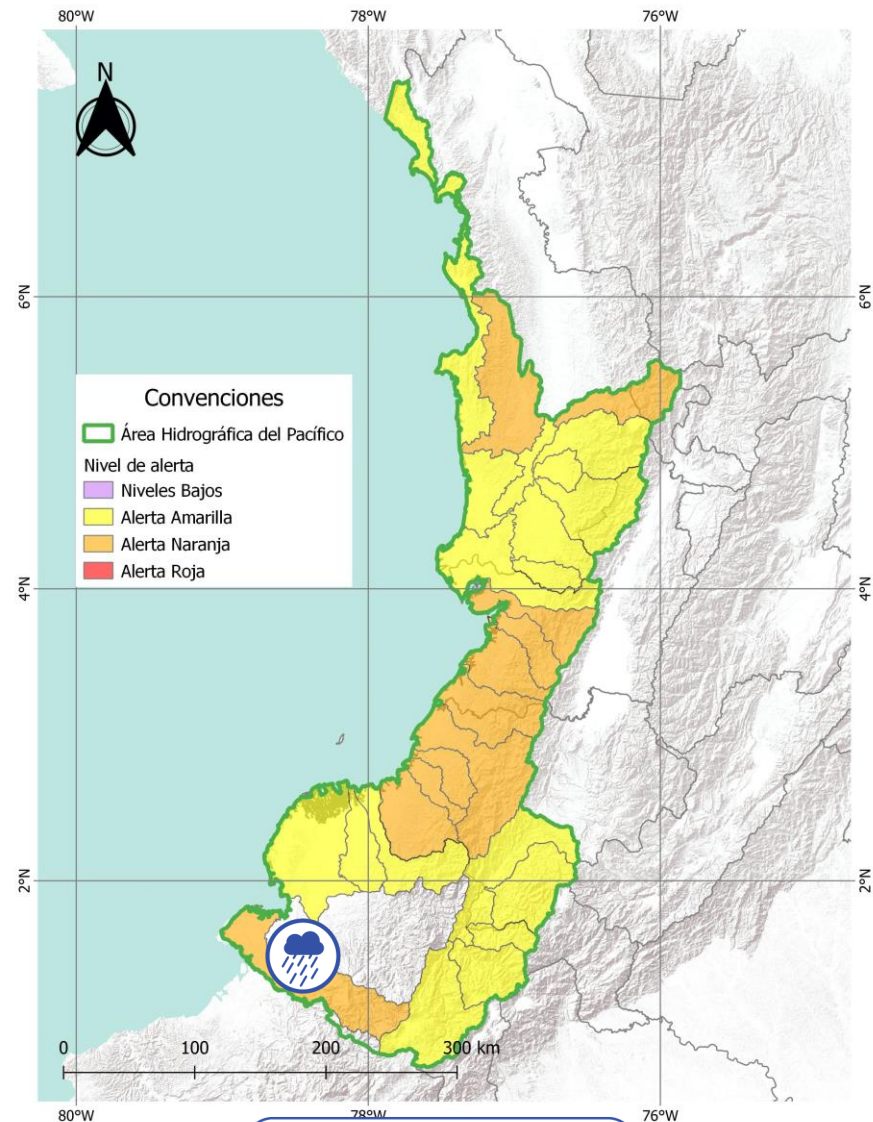 80°W 78°W 76°W
N
6°N 6°N
Convenciones
Área Hidrográfica del Pacífico
Nivel de alerta
Niveles Bajos
Alerta Amarilla
Alerta Naranja
Alerta Roja
4°N 4°N
2°N 2°N
0 100 200 300 km
80°W 78°W 76°W